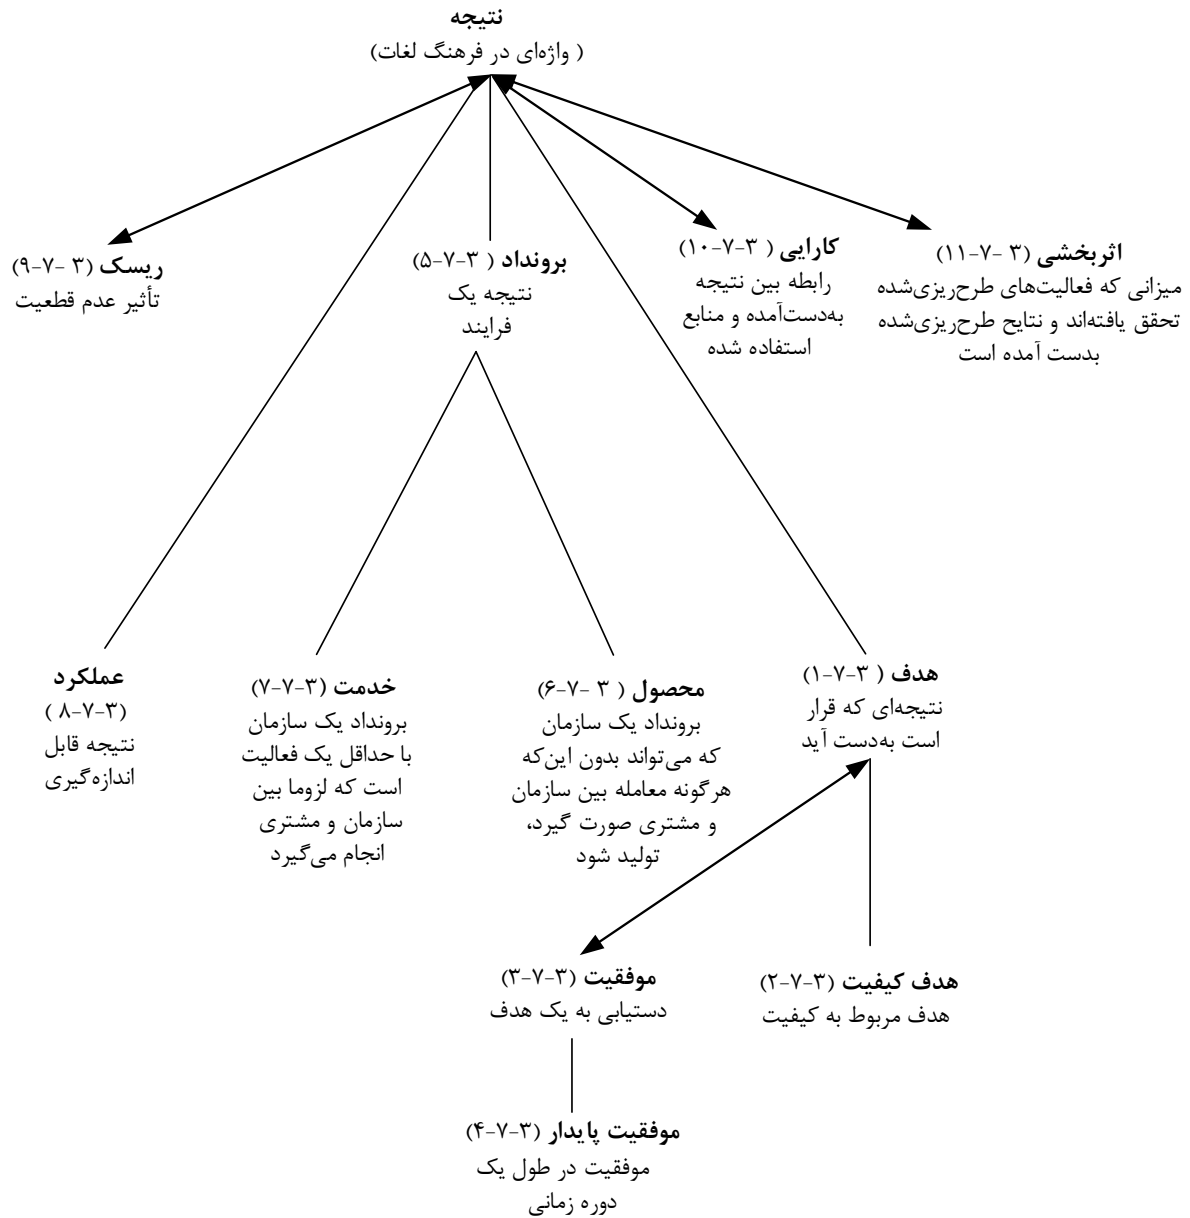 نتیجه
( واژه‌ای در فرهنگ لغات)
ریسک (۳ -۷-۹)
تأثیر عدم قطعیت
برونداد ( ۳-۷-۵)
نتیجه یک
فرایند
کارایی ( ۳-۷-۱۰)
رابطه بین نتیجه
به‌دست‌آمده و منابع
استفاده شده
اثربخشی (۳ -۷-۱۱)
میزانی که فعالیت‌های طرح‌ریزی‌شده
تحقق یافته‌اند و نتایح طرح‌ریزی‌شده
بدست آمده است
عملکرد
(۳-۷-۸ )
نتیجه قابل
اندازه‌گیری
خدمت (۳-۷-۷)
برونداد یک سازمان
با حداقل یک فعالیت
است که لزوما بین
سازمان و مشتری
انجام می‌گیرد
محصول ( ۳ -۷-۶)
برونداد یک سازمان
که می‌تواند بدون این‌که
هرگونه معامله بین سازمان
و مشتری صورت گیرد،
تولید شود
هدف ( ۳-۷-۱)
نتیجه‌ای که قرار
است به‌دست آید
موفقیت (۳-۷-۳)
دستیابی به یک هدف
هدف کیفیت (۳-۷-۲)
هدف مربوط به کیفیت
موفقیت پایدار (۳-۷-۴)
موفقیت در طول یک
دوره زمانی